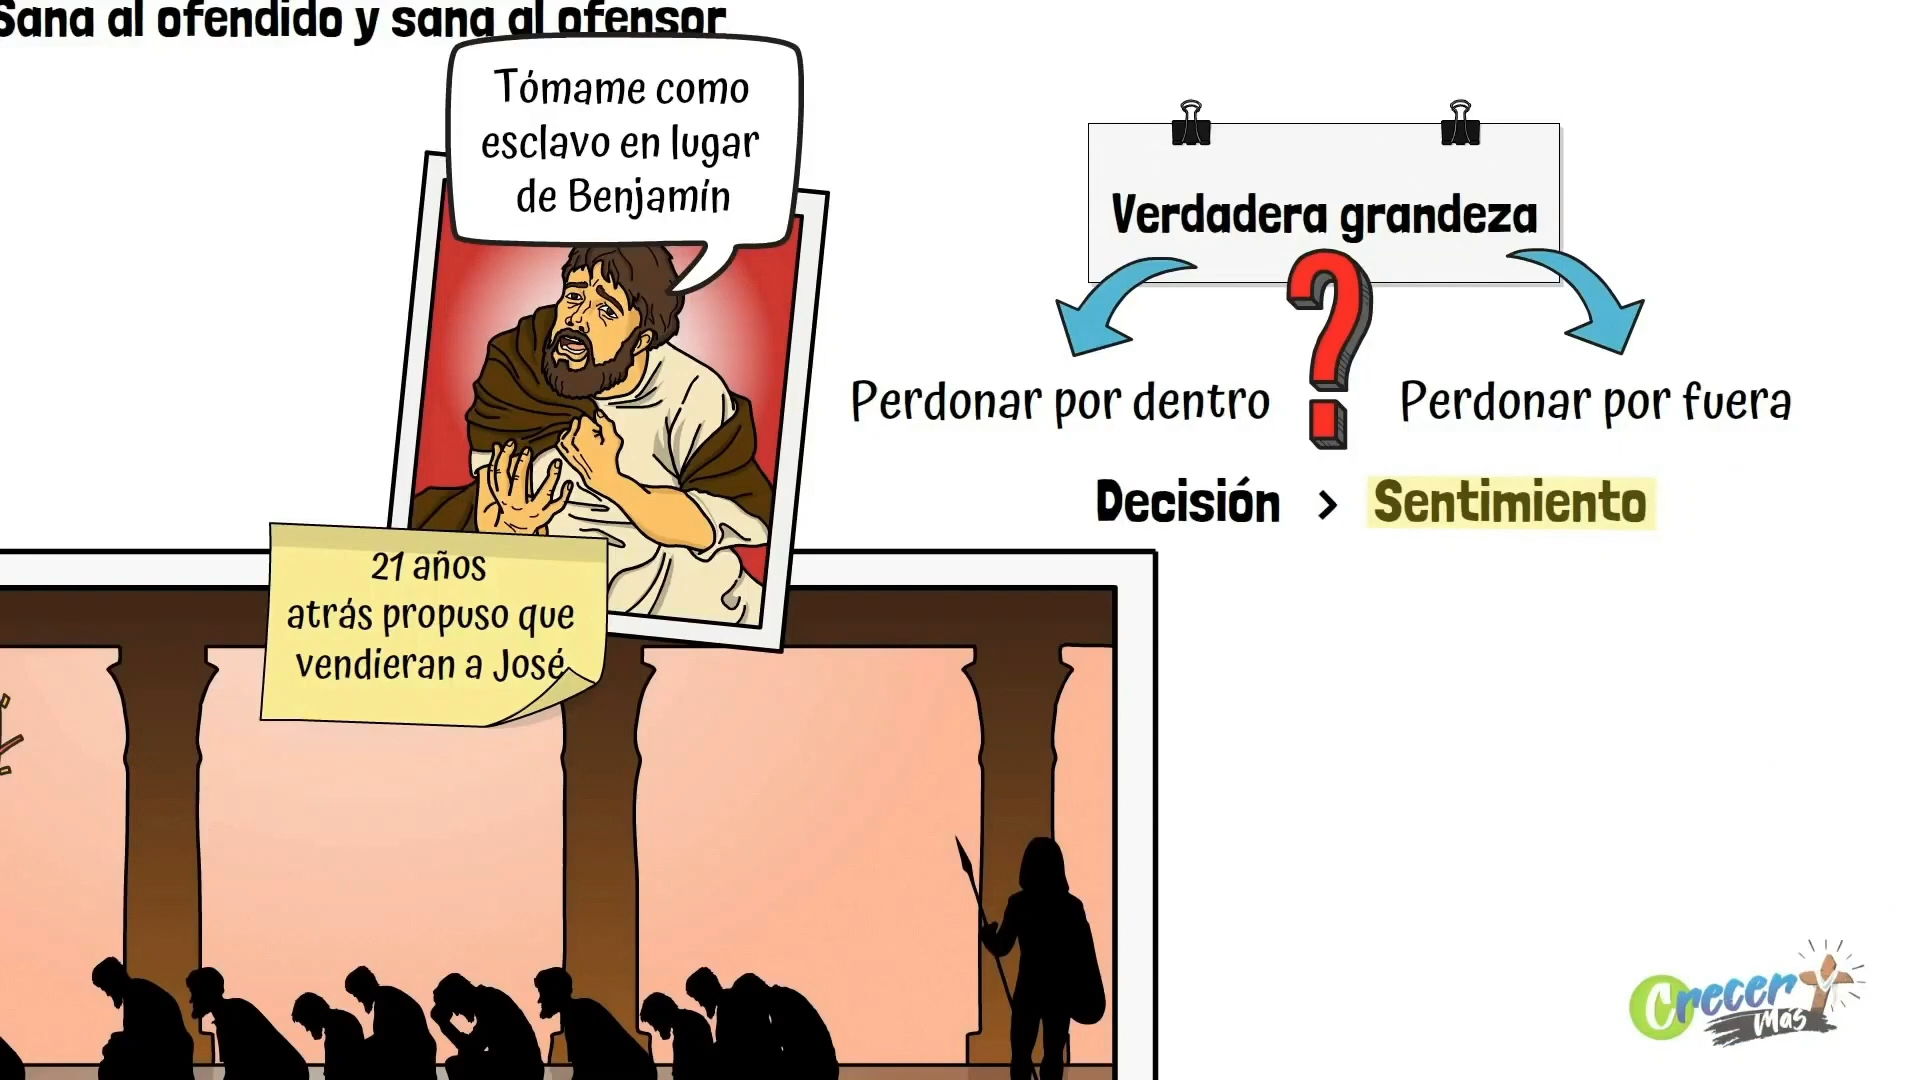 Sana al ofendido y sana al ofensor
Tómame como
esclavo en lugar
de Benjamín
21 años
atrás propuso que
vendieran a José
Verdadera grandeza
?
Perdonar por dentro
Perdonar por fuera
Decisión > Sentimiento
Crecer
Más